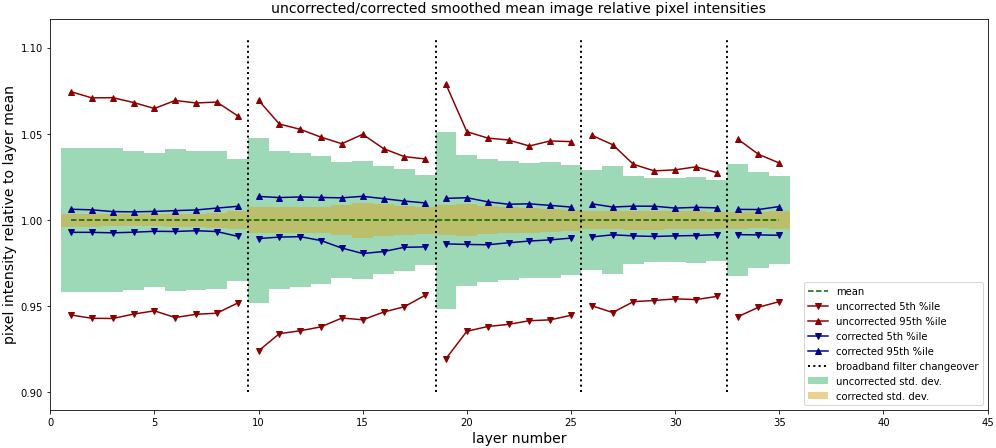 uncorrected/corrected smoothed mean image relative pixel intensities
pixel intensity relative to layer mean
1.10
1.05
1.00
0.95
0.90
0
5
10
15
20
25
30
35
40
45
layer number
mean
uncorrected 5th %ile
uncorrected 95th %ile
corrected 5th %ile
corrected 95th %ile
broadband filter changeover
uncorrected std. dev.
corrected std. dev.